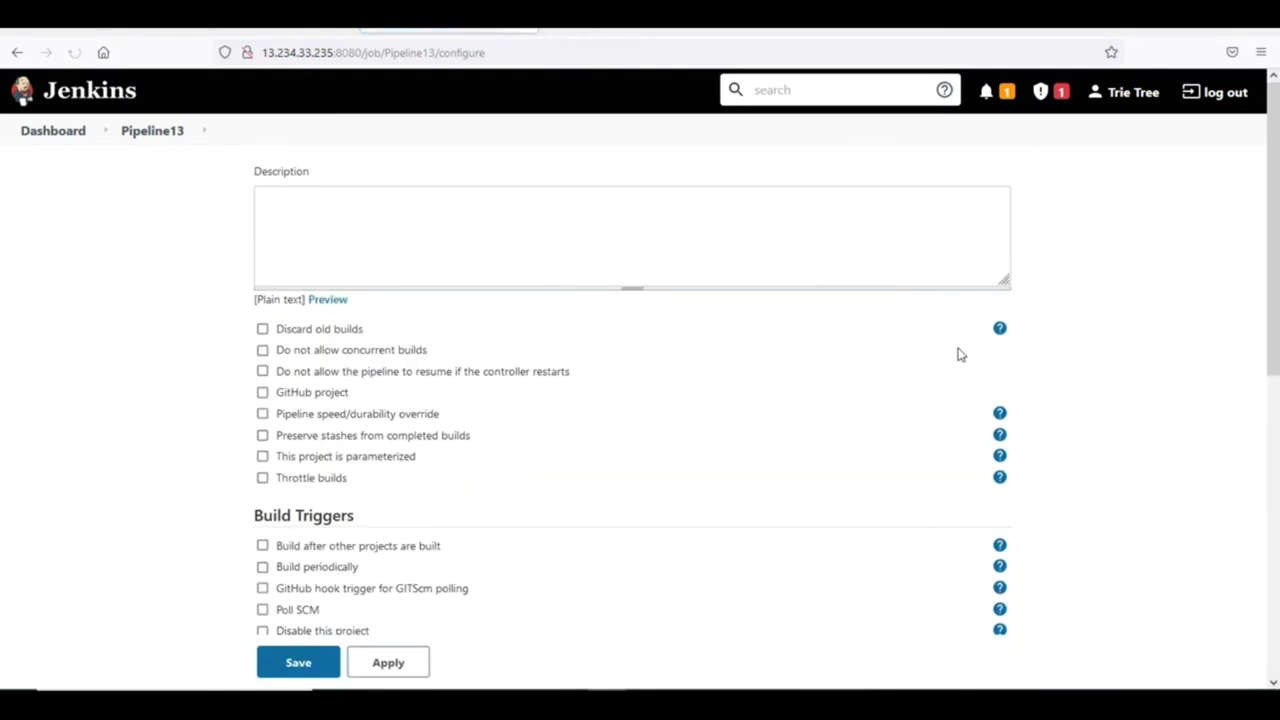 13.234.33.235:8080/job/Pipeline13/configure
Jenkins
search
1
1
Trie Tree
log out
Dashboard
Pipeline13
Description
[Plain text] Preview
Discard old builds
Do not allow concurrent builds
Do not allow the pipeline to resume if the controller restarts
GitHub project
Pipeline speed/durability override
Preserve stashes from completed builds
This project is parameterized
Throttle builds
Build Triggers
Build after other projects are built
Build periodically
GitHub hook trigger for GITScm polling
Poll SCM
Disable this project
Save
Apply